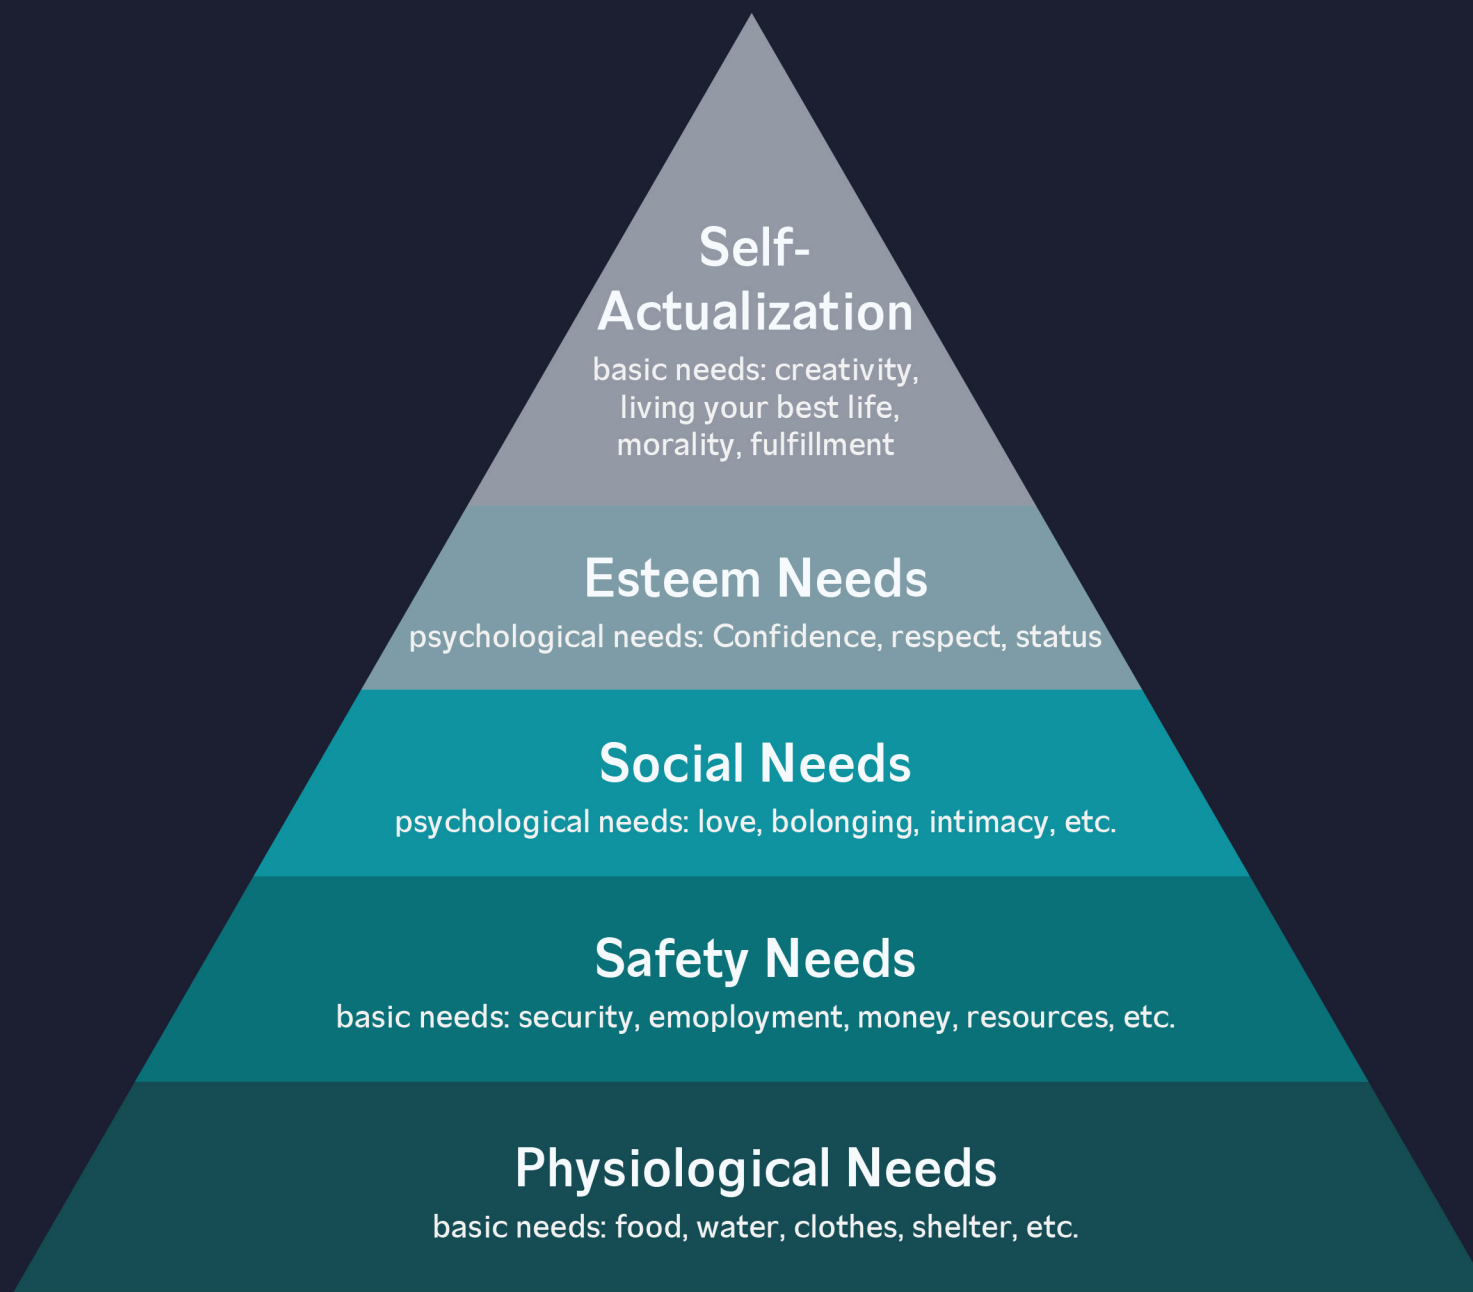 Self-
Actualization
basic needs: creativity,
living your best life,
morality, fulfillment
Esteem Needs
psychological needs: Confidence, respect, status
Social Needs
psychological needs: love, bolonging, intimacy, etc.
Safety Needs
basic needs: security, emoployment, money, resources, etc.
Physiological Needs
basic needs: food, water, clothes, shelter, etc.